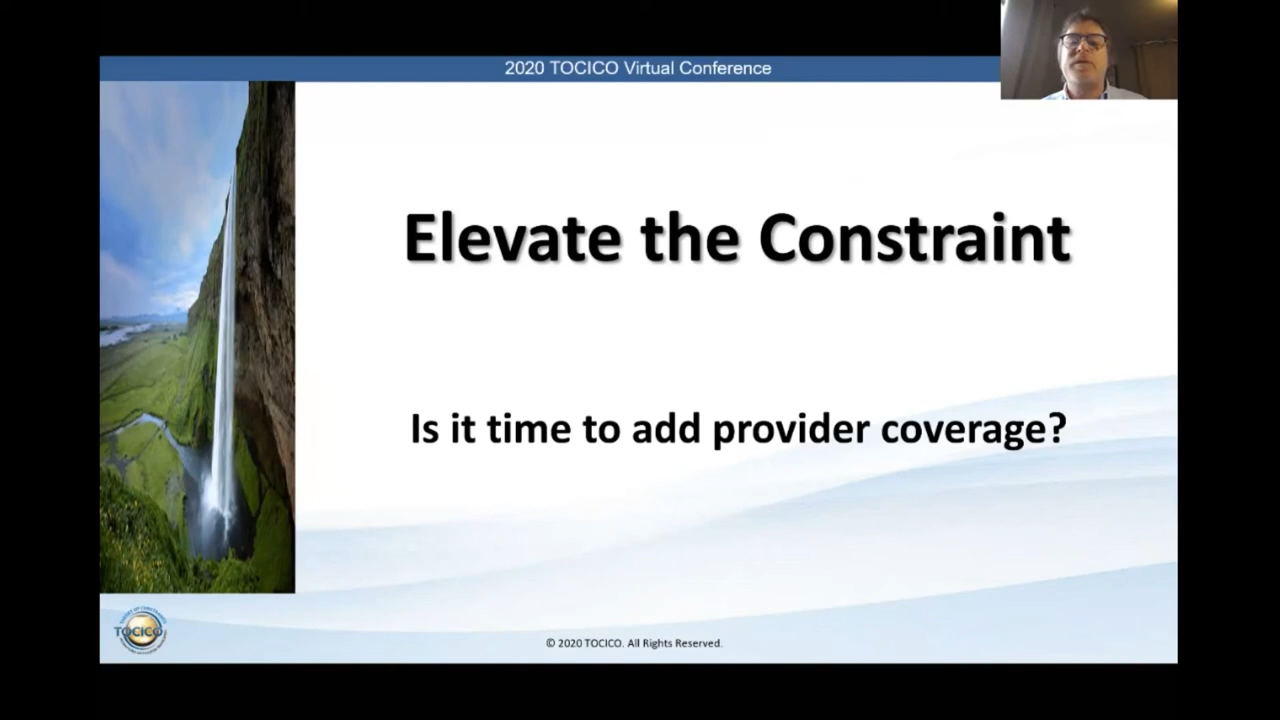 2020 TOCICO Virtual Conference
Elevate the Constraint
Is it time to add provider coverage?
TOCICO
© 2020 TOCICO. All Rights Reserved.